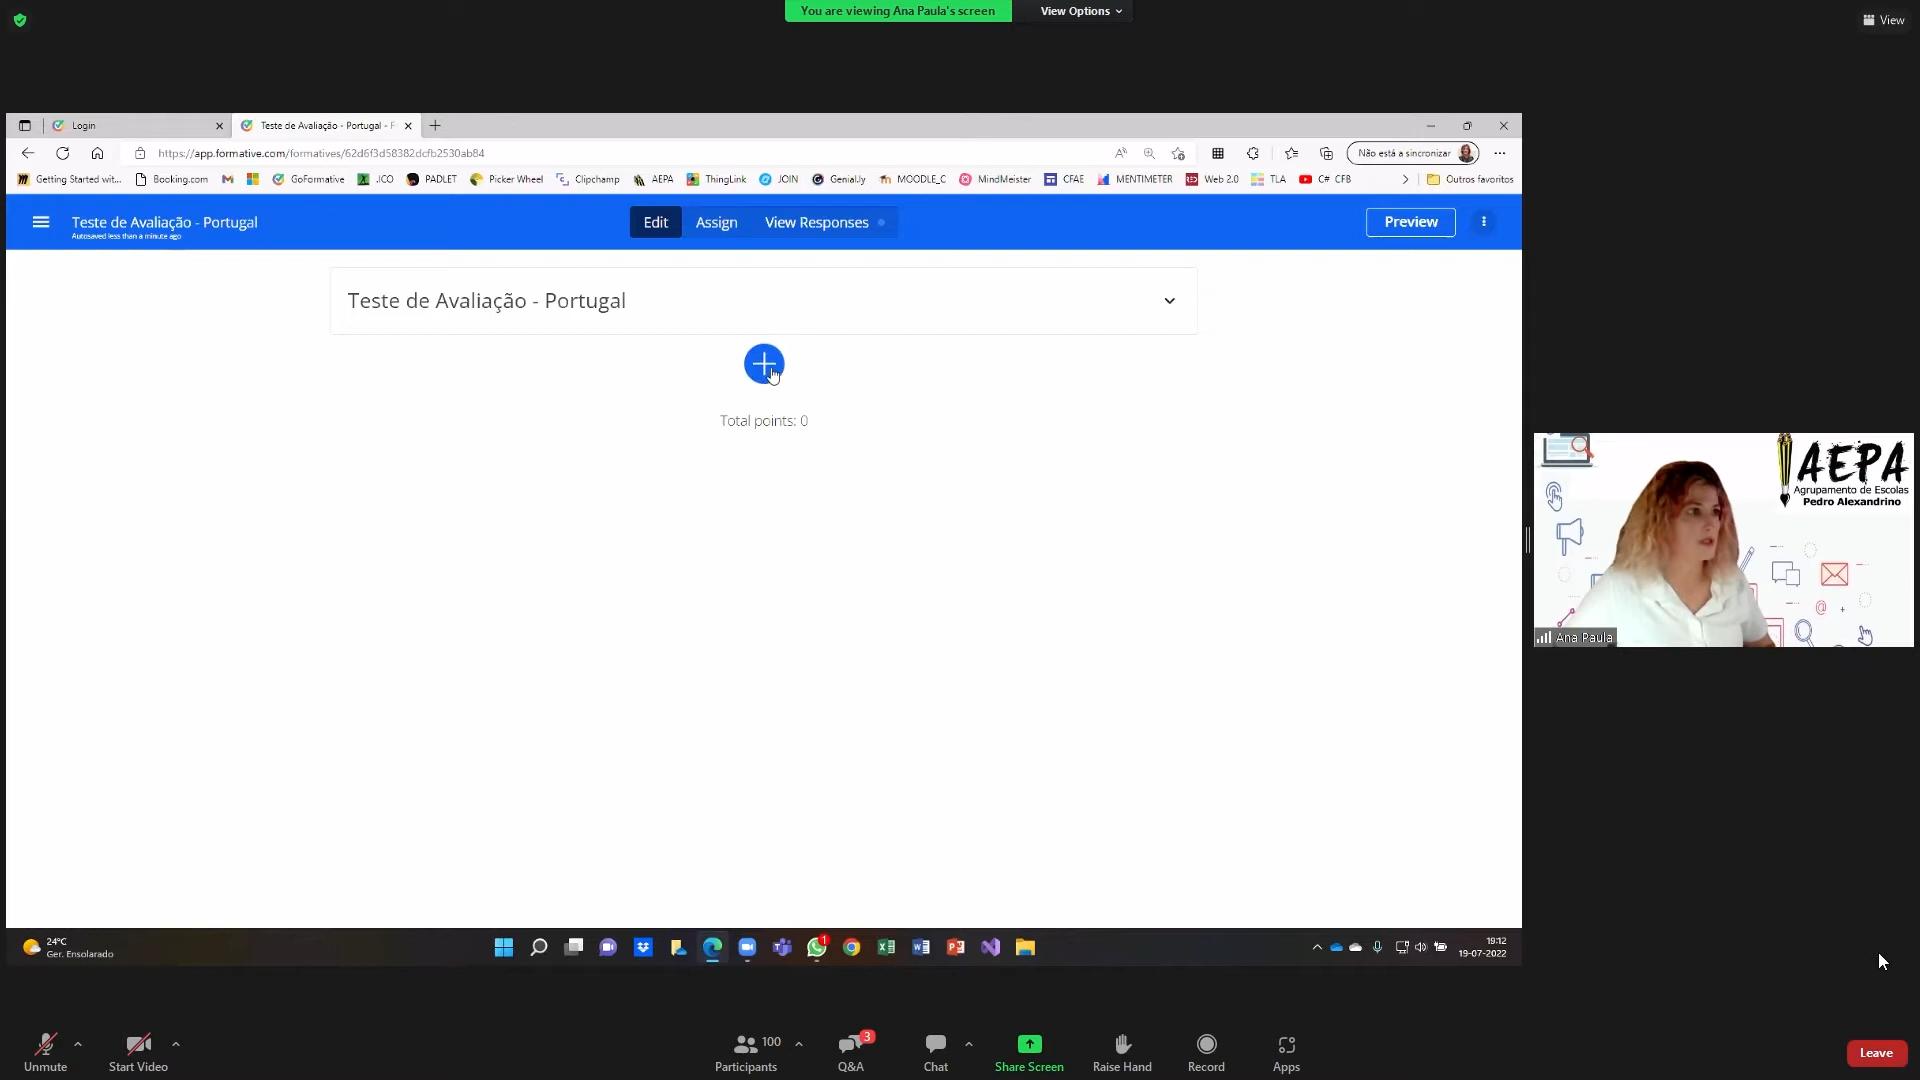 You are viewing Ana Paula's screen
View Options
View
Login
Teste de Avaliação - Portugal - F
https://app.formative.com/formatives/62d6f3d58382dcfb2530ab84
Não está a sincronizar
Getting Started wit...
Booking.com
GoFormative
.ICO
PADLET
Picker Wheel
Clipchamp
AEPA
ThingLink
JOIN
Genially
MOODLE_C
MindMeister
CFAE
MENTIMETER
Web 2.0
TLA
C# CFB
Outros favoritos
Teste de Avaliação - Portugal
Autosaved less than a minute ago
Edit
Assign
View Responses
Preview
Teste de Avaliação - Portugal
Total points: 0
AEPA
Agrupamento de Escolas
Pedro Alexandrino
Ana Paula
24°C
Ger. Ensolarado
1
19:12
19-07-2022
Unmute
Start Video
100
Participants
3
Q&A
Chat
Share Screen
Raise Hand
Record
Apps
Leave